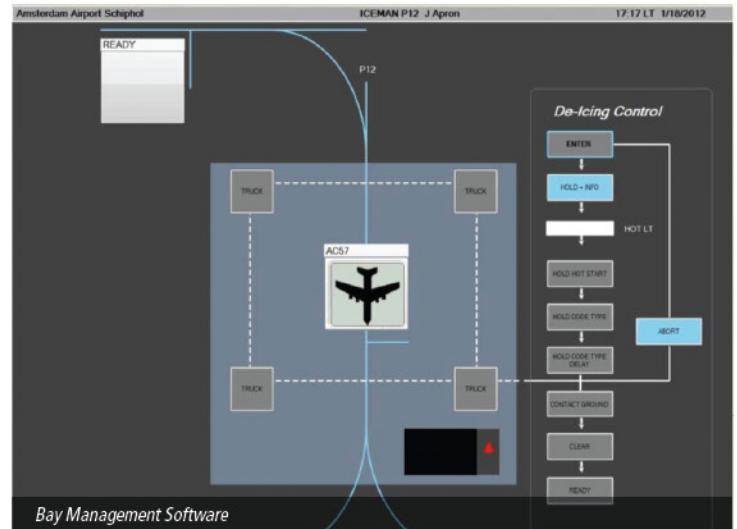 Amsterdam Airport Schiphol ICEMAN P12 J Apron 17:17 LT 1/18/2012
READY
P12
De-Icing Control
ENTER
TRUCK TRUCK
HOLD + INFO
HOT LT
AC57
HOLD HOT START
HOLD CODE TYPE
ABORT
HOLD CODE TYPE
DELAY
TRUCK TRUCK
CONTACT GROUND
CLEAR
READY
Bay Management Software